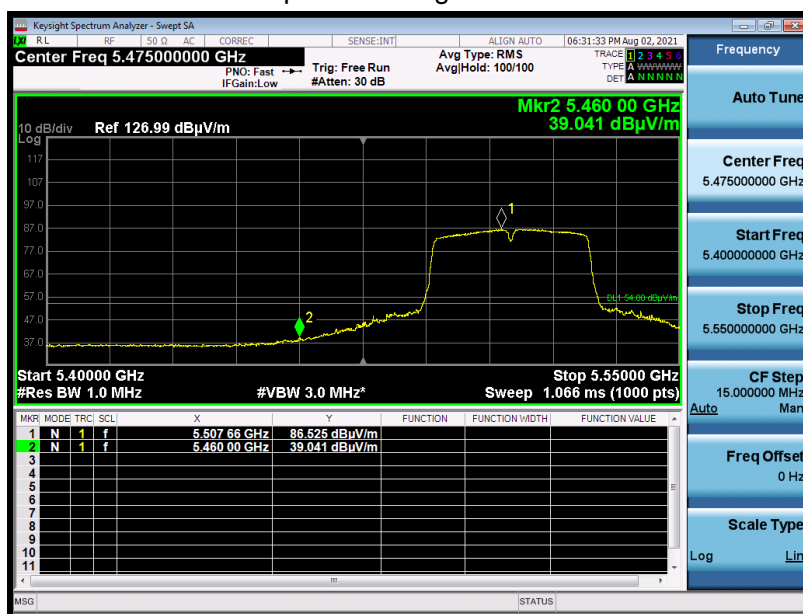 Keysight Spectrum Analyzer - Swept SA
LXI RL RF 50 Ω AC CORREC SENSE:INT ALIGN AUTO 06:31:33 PM Aug 02, 2021
Center Freq 5.475000000 GHz
PNO: Fast
IFGain:Low
Trig: Free Run
#Atten: 30 dB
Avg Type: RMS
Avg|Hold: 100/100
TRACE 1 2 3 4 5 6
TYPE A WWWWW
DET A N N N N N
Mkr2 5.460 00 GHz
39.041 dBµV/m
10 dB/div Ref 126.99 dBµV/m
Log
117
107
97.0
87.0
77.0
67.0
57.0
47.0
37.0
1
2
DL1 54.00 dBµV/m
Start 5.40000 GHz
Stop 5.55000 GHz
#Res BW 1.0 MHz #VBW 3.0 MHz* Sweep 1.066 ms (1000 pts)
MKR MODE TRC SCL X Y FUNCTION FUNCTION WIDTH FUNCTION VALUE
1 N 1 f 5.507 66 GHz 86.525 dBµV/m
2 N 1 f 5.460 00 GHz 39.041 dBµV/m
3
4
5
6
7
8
9
10
11
MSG STATUS
Frequency
Auto Tune
Center Freq
5.475000000 GHz
Start Freq
5.400000000 GHz
Stop Freq
5.550000000 GHz
CF Step
15.000000 MHz
Auto Man
Freq Offset
0 Hz
Scale Type
Log Lin